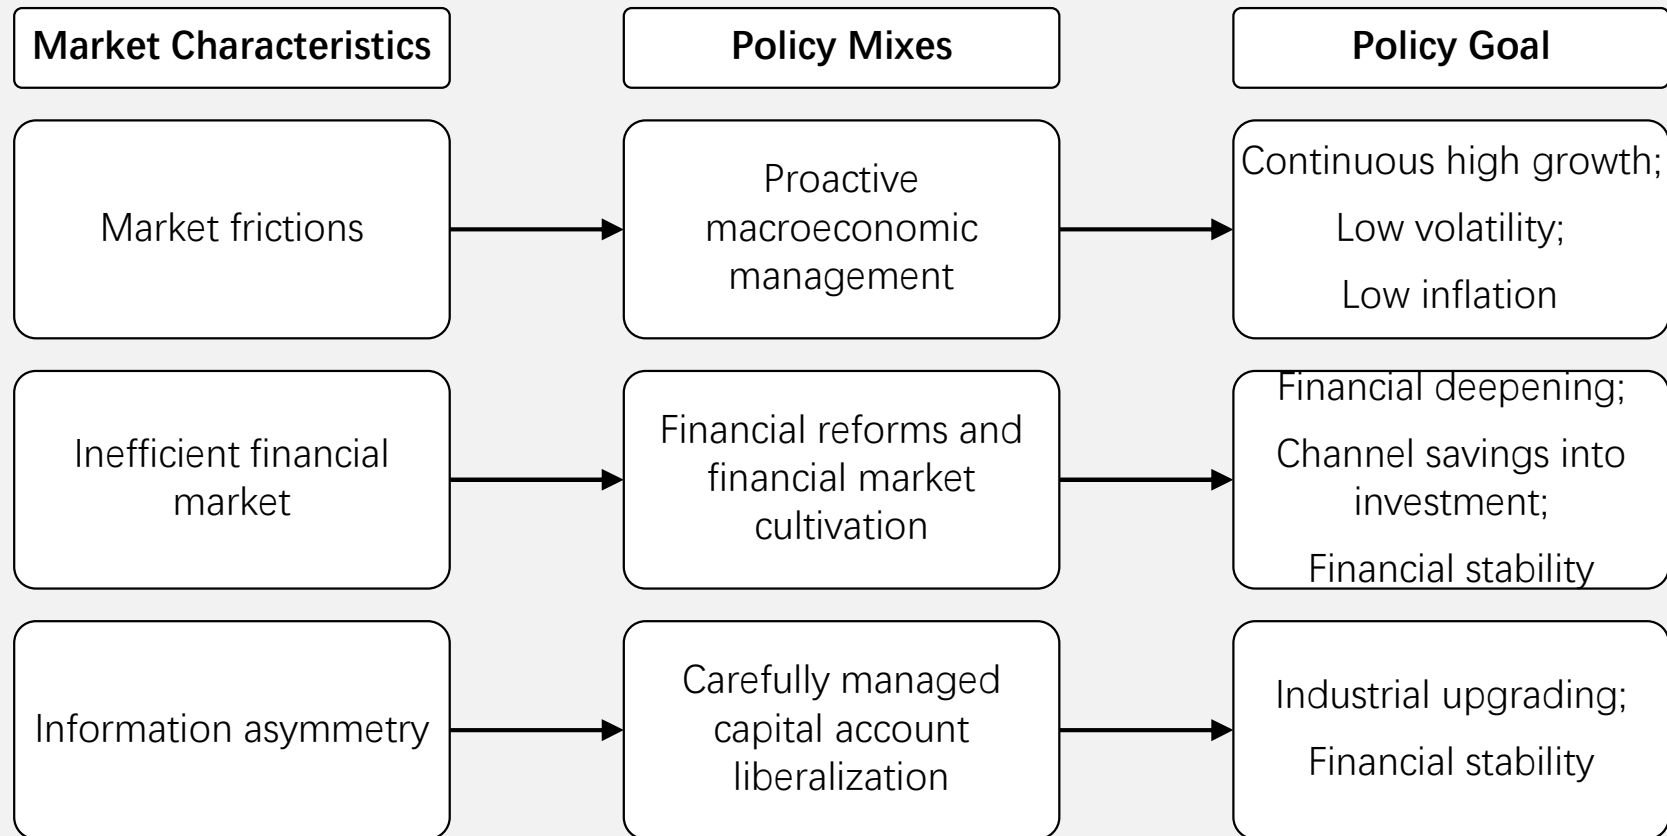 Market Characteristics
Policy Mixes
Policy Goal
Market frictions
Proactive
macroeconomic
management
Continuous high growth;
Low volatility;
Low inflation
Inefficient financial
market
Financial reforms and
financial market
cultivation
Financial deepening;
Channel savings into
investment;
Financial stability
Information asymmetry
Carefully managed
capital account
liberalization
Industrial upgrading;
Financial stability